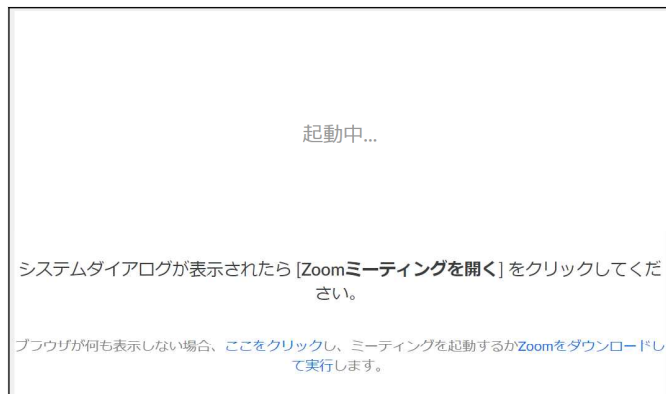 起動中...
システムダイアログが表示されたら [Zoomミーティングを開く] をクリックしてくだ
さい。
ブラウザが何も表示しない場合、ここをクリックし、ミーティングを起動するかZoomをダウンロードし
て実行します。